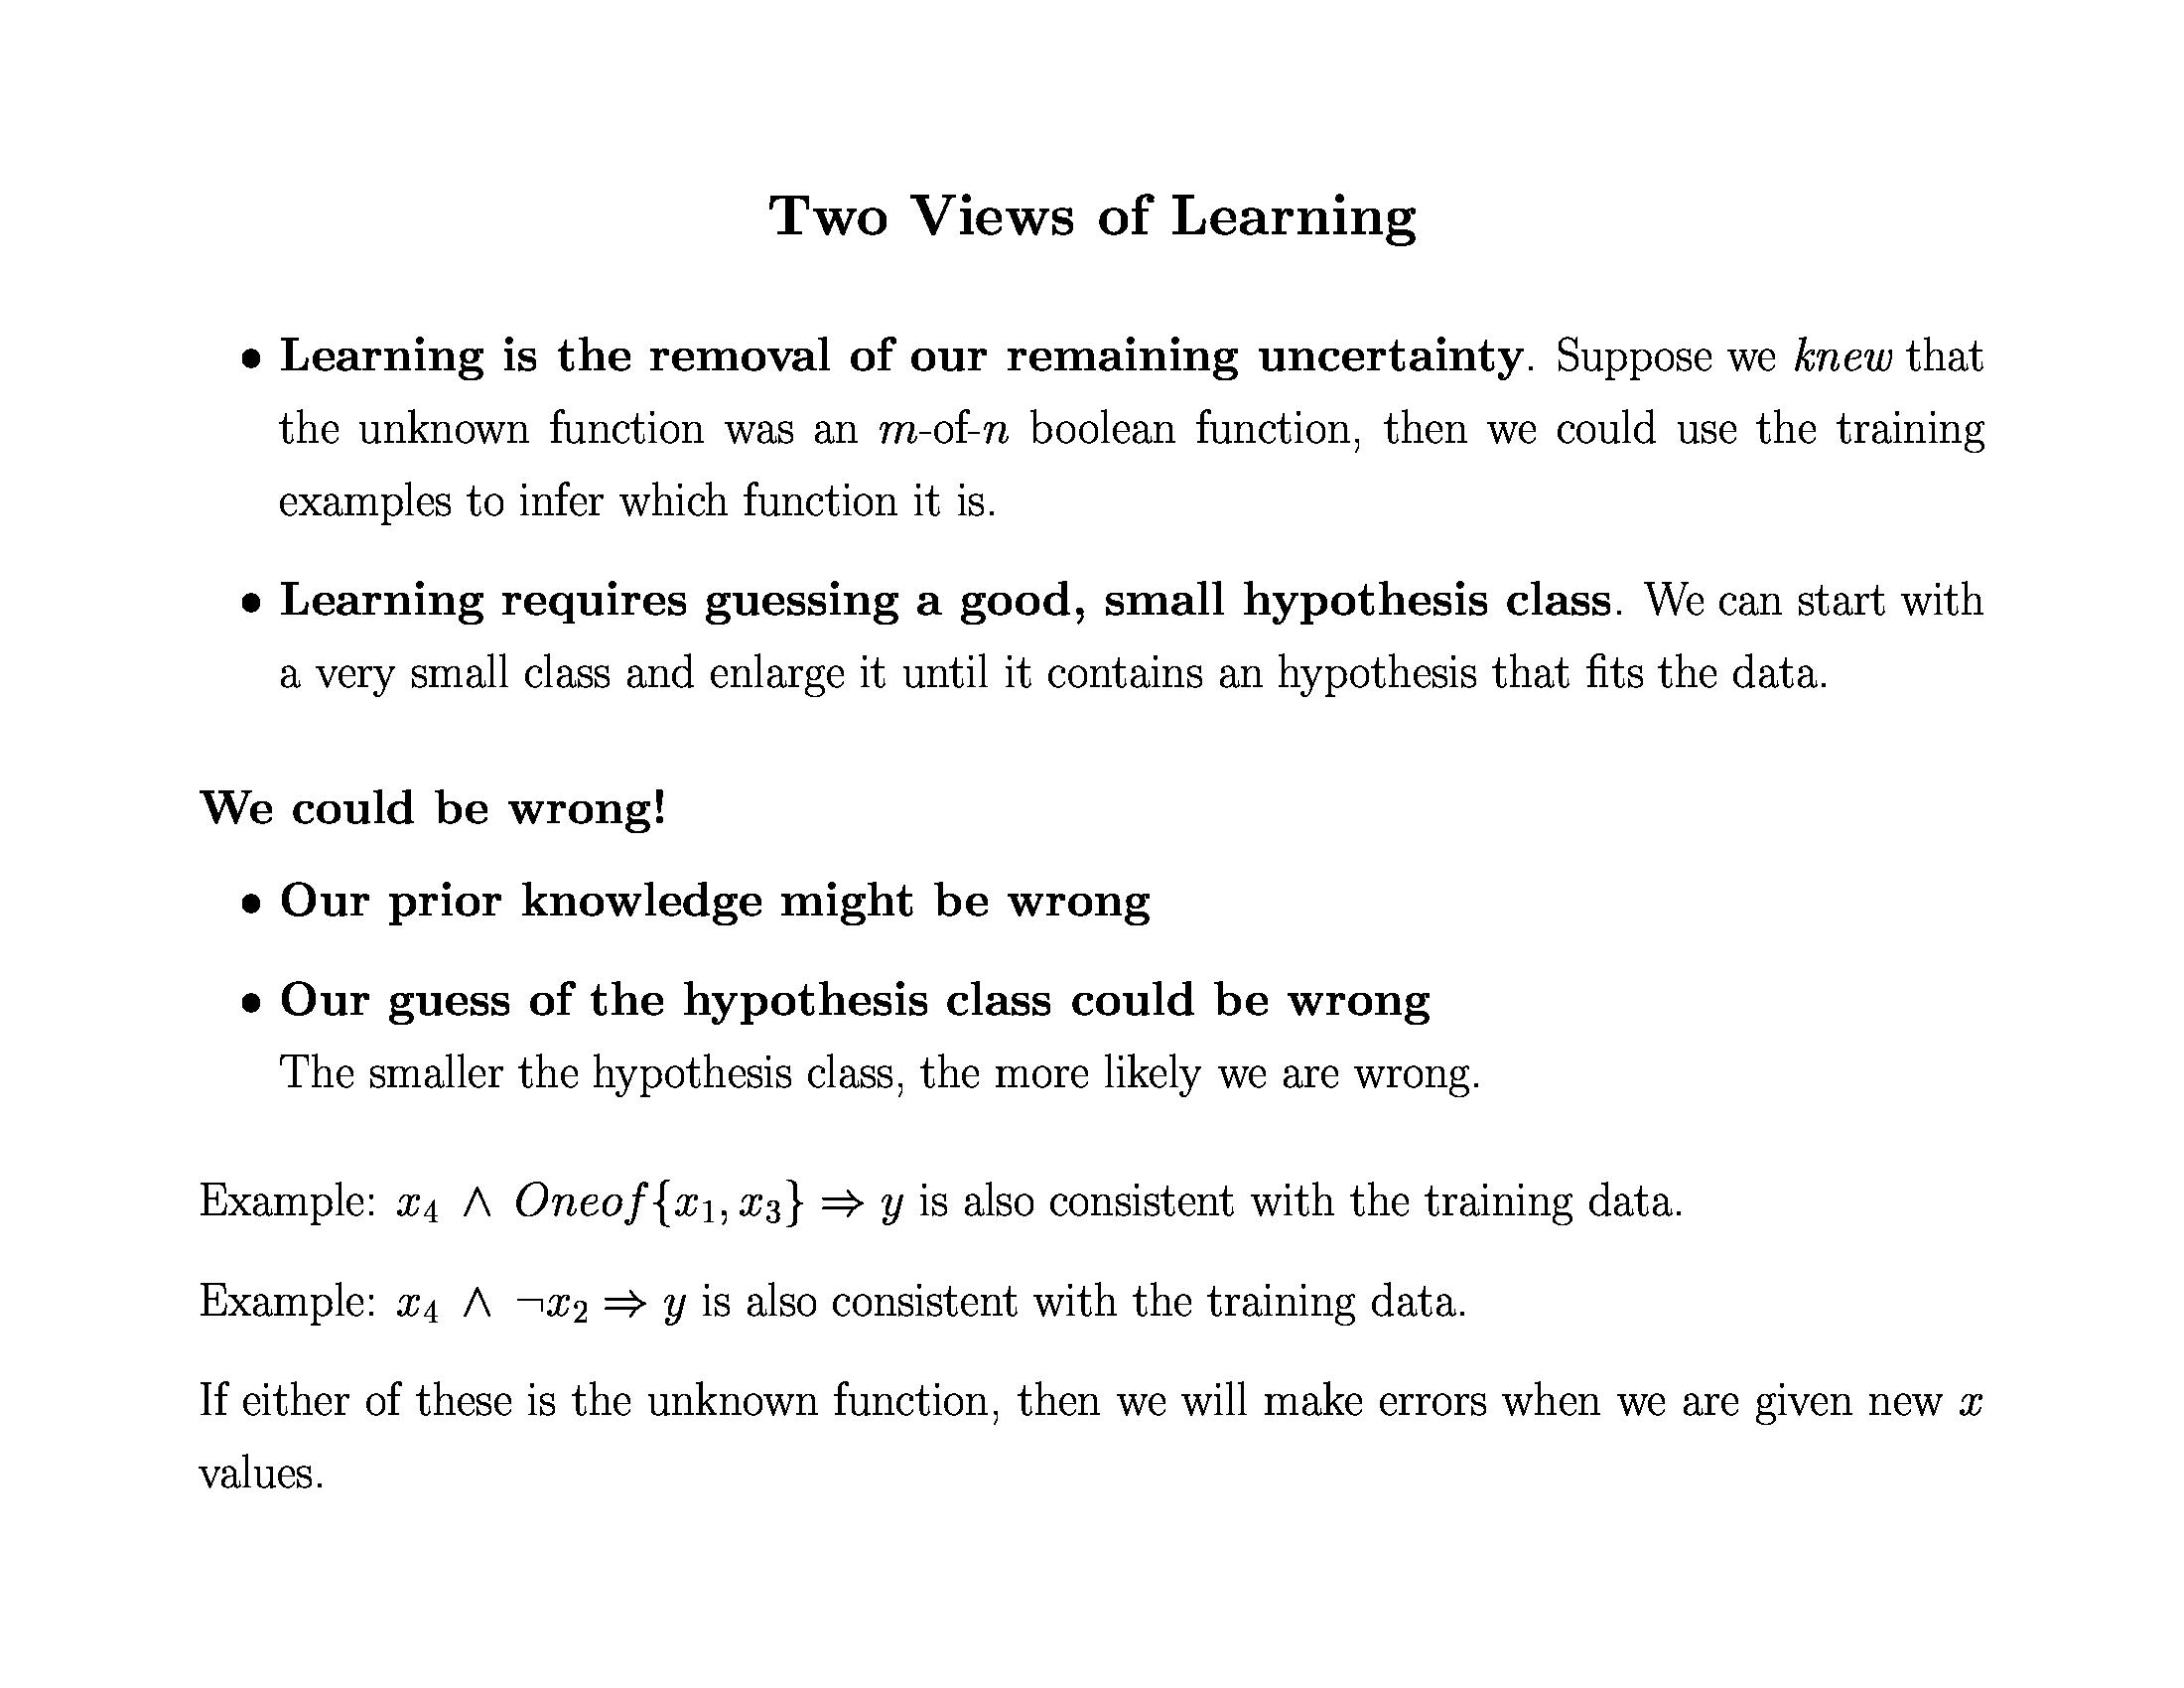 Two Views of Learning
• Learning is the removal of our remaining uncertainty. Suppose we knew that
the unknown function was an m-of-n boolean function, then we could use the training
examples to infer which function it is.
• Learning requires guessing a good, small hypothesis class. We can start with
a very small class and enlarge it until it contains an hypothesis that fits the data.
We could be wrong!
• Our prior knowledge might be wrong
• Our guess of the hypothesis class could be wrong
The smaller the hypothesis class, the more likely we are wrong.
Example: x₄ ∧ Oneof{x₁, x₃} ⇒ y is also consistent with the training data.
Example: x₄ ∧ ¬x₂ ⇒ y is also consistent with the training data.
If either of these is the unknown function, then we will make errors when we are given new x
values.